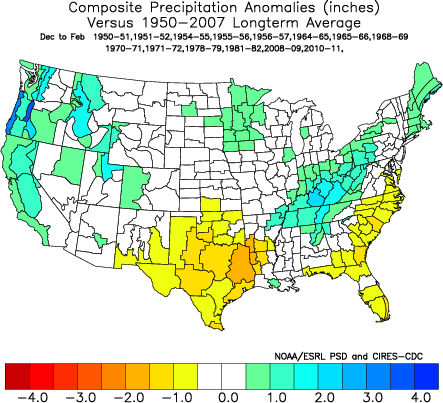 Composite Precipitation Anomalies (inches)
Versus 1950-2007 Longterm Average
Dec to Feb 1950-51,1951-52,1954-55,1955-56,1956-57,1964-65,1965-66,1968-69
1970-71,1971-72,1978-79,1981-82,2008-09,2010-11,
NOAA/ESRL PSD and CIRES-CDC
-4.0 -3.0 -2.0 -1.0 0.0 1.0 2.0 3.0 4.0